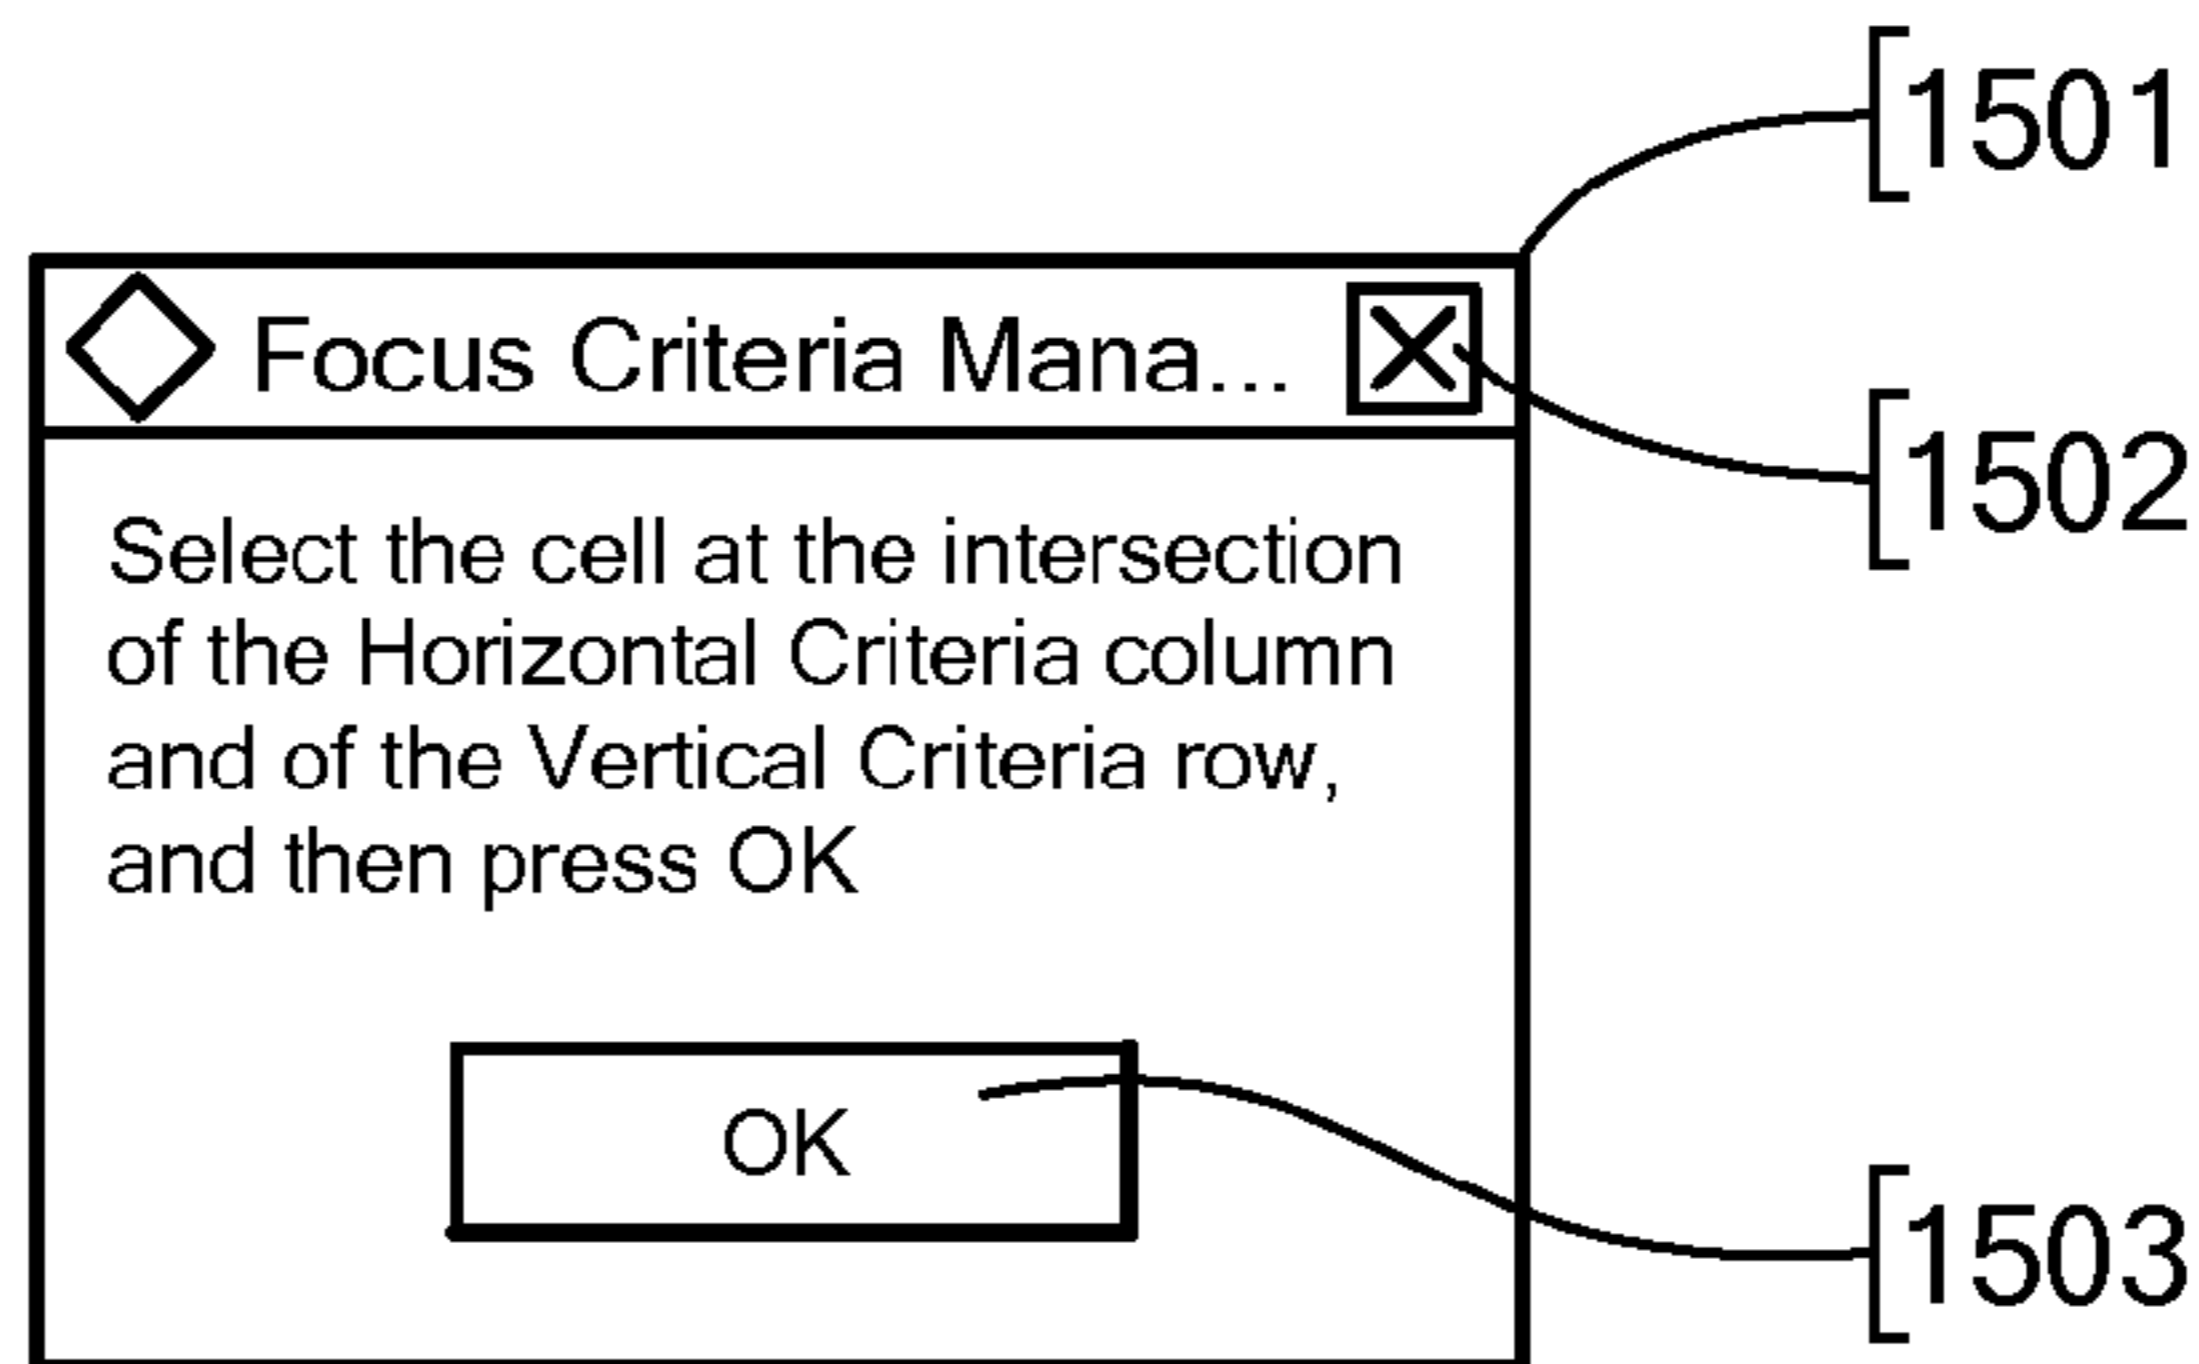 1501
Focus Criteria Mana...
1502
Select the cell at the intersection
of the Horizontal Criteria column
and of the Vertical Criteria row,
and then press OK
OK
1503